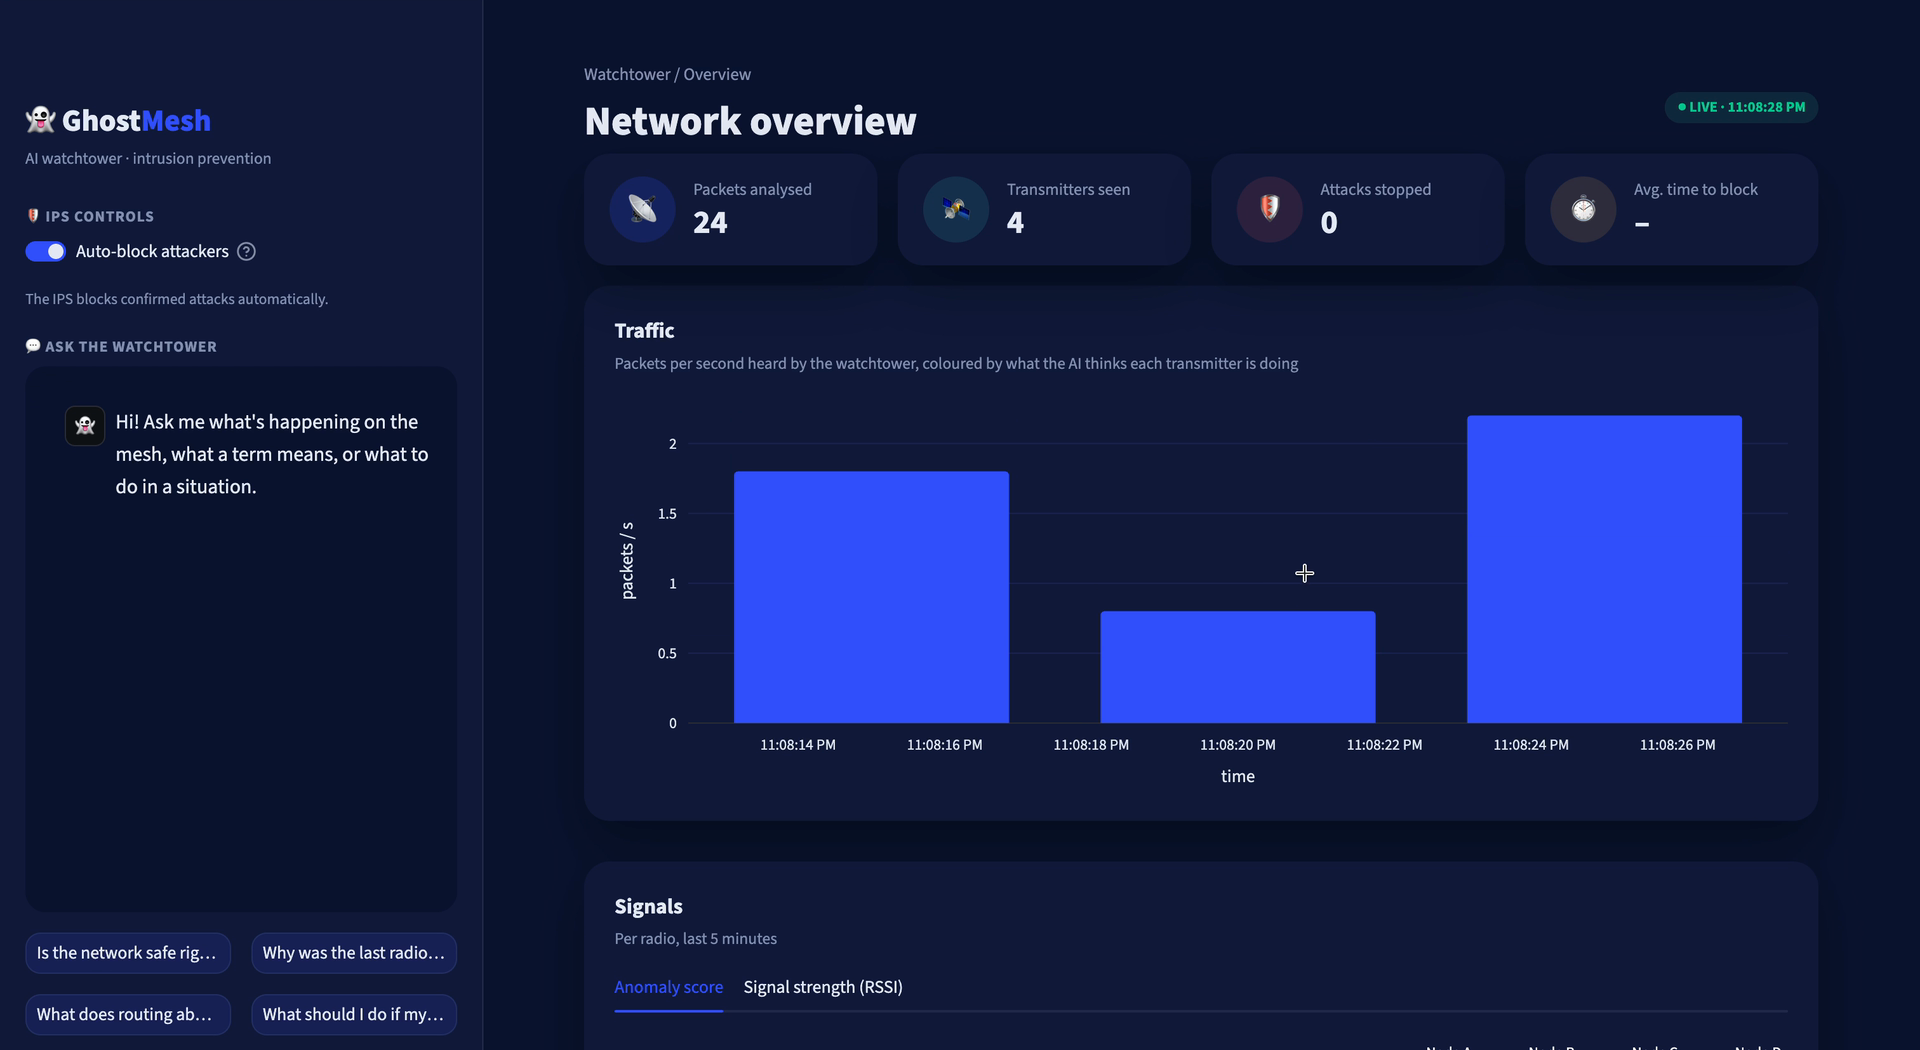 GhostMesh
AI watchtower · intrusion prevention
IPS CONTROLS
Auto-block attackers
The IPS blocks confirmed attacks automatically.
ASK THE WATCHTOWER
Hi! Ask me what's happening on the
mesh, what a term means, or what to
do in a situation.
Is the network safe rig…
Why was the last radio…
What does routing ab…
What should I do if my…
Watchtower / Overview
Network overview
LIVE · 11:08:28 PM
Packets analysed
24
Transmitters seen
4
Attacks stopped
0
Avg. time to block
–
Traffic
Packets per second heard by the watchtower, coloured by what the AI thinks each transmitter is doing
packets / s
2
1.5
1
0.5
0
11:08:14 PM
11:08:16 PM
11:08:18 PM
11:08:20 PM
11:08:22 PM
11:08:24 PM
11:08:26 PM
time
Signals
Per radio, last 5 minutes
Anomaly score
Signal strength (RSSI)